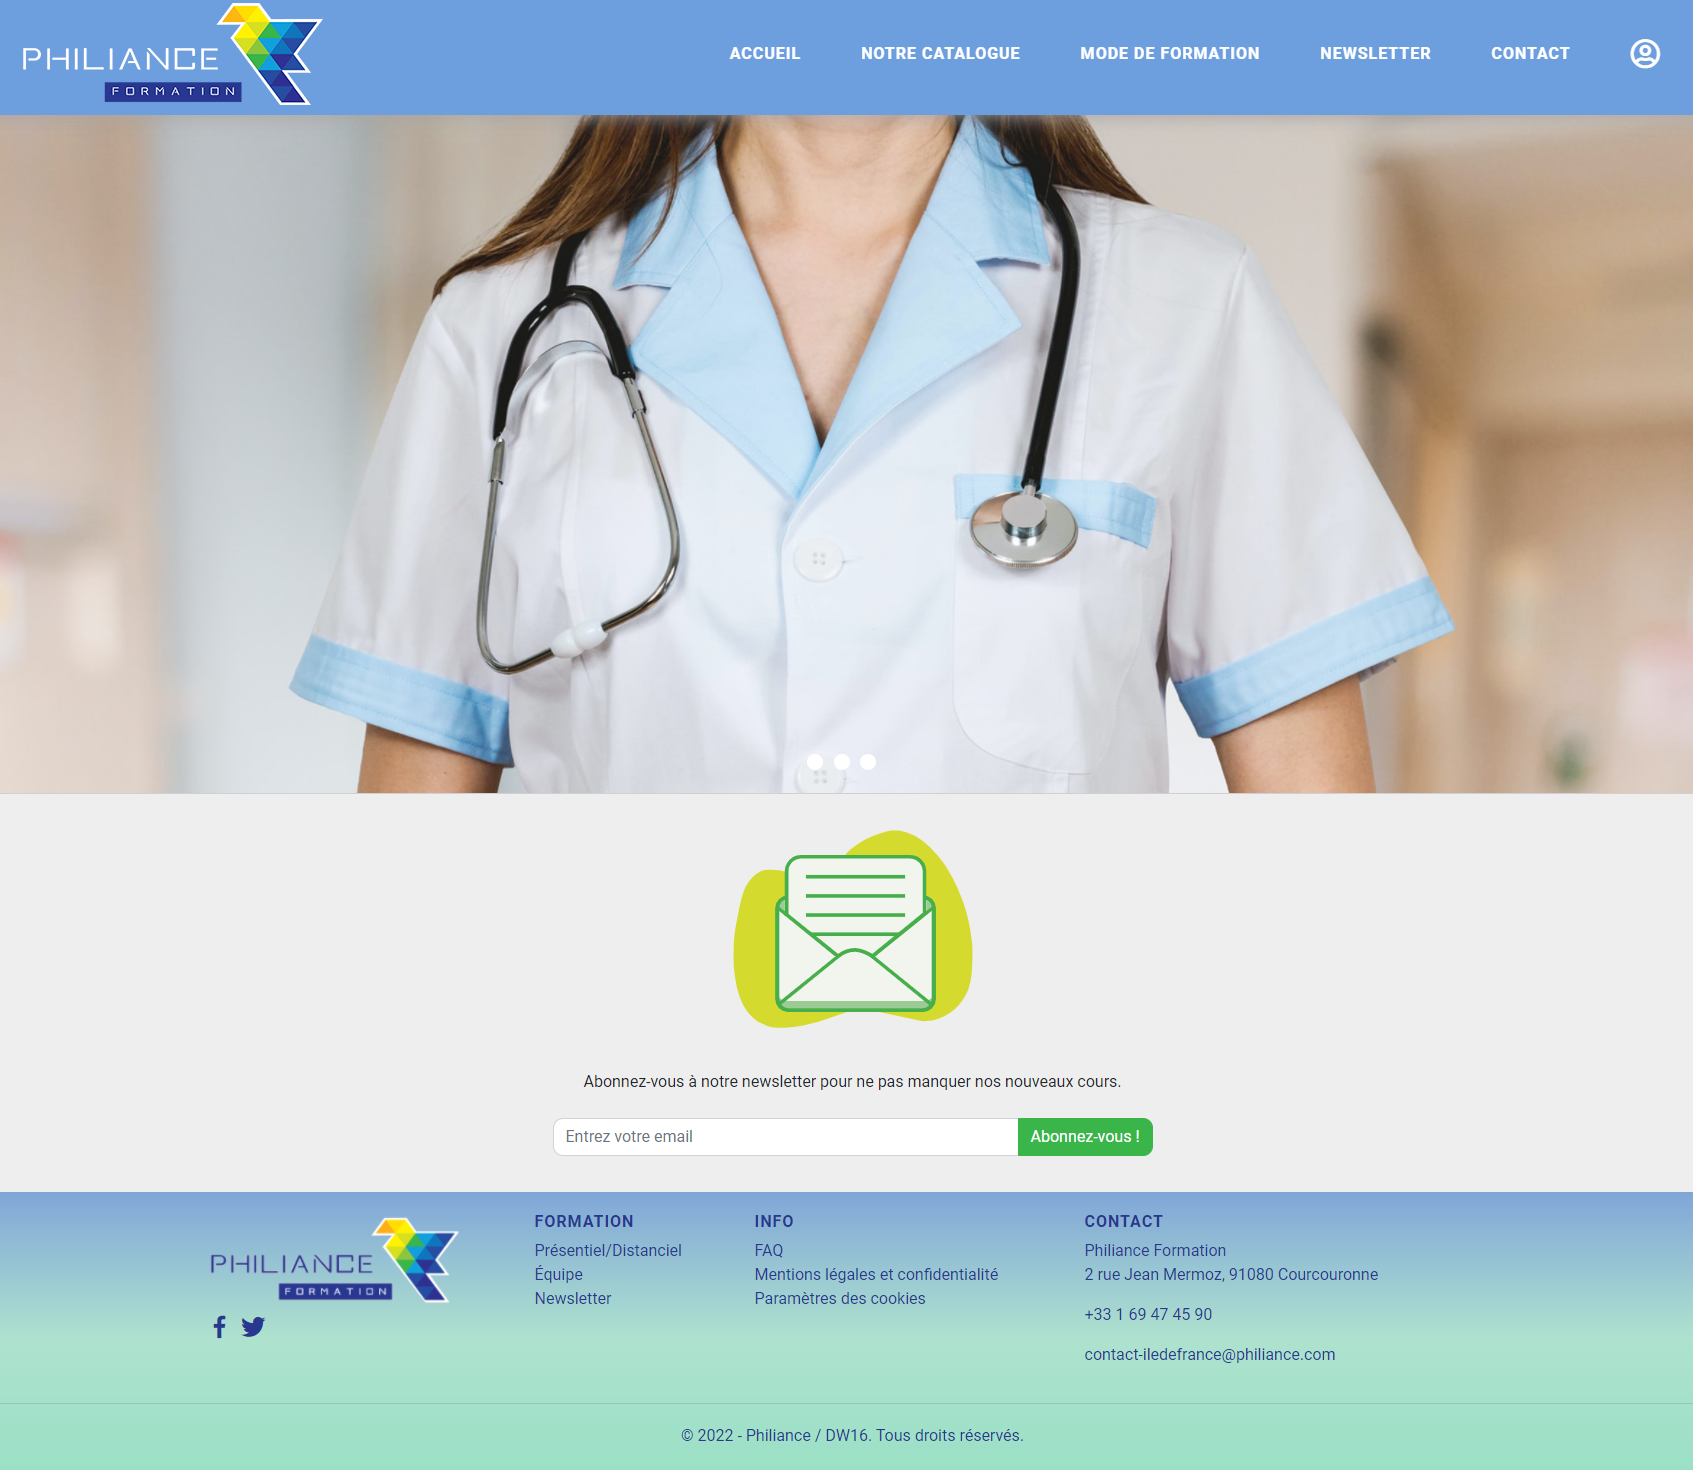 PHILIANCE
FORMATION
ACCUEIL
NOTRE CATALOGUE
MODE DE FORMATION
NEWSLETTER
CONTACT
Abonnez-vous à notre newsletter pour ne pas manquer nos nouveaux cours.
Entrez votre email
Abonnez-vous !
PHILIANCE
FORMATION
FORMATION
Présentiel/Distanciel
Équipe
Newsletter
INFO
FAQ
Mentions légales et confidentialité
Paramètres des cookies
CONTACT
Philiance Formation
2 rue Jean Mermoz, 91080 Courcouronne
+33 1 69 47 45 90
contact-iledefrance@philiance.com
© 2022 - Philiance / DW16. Tous droits réservés.